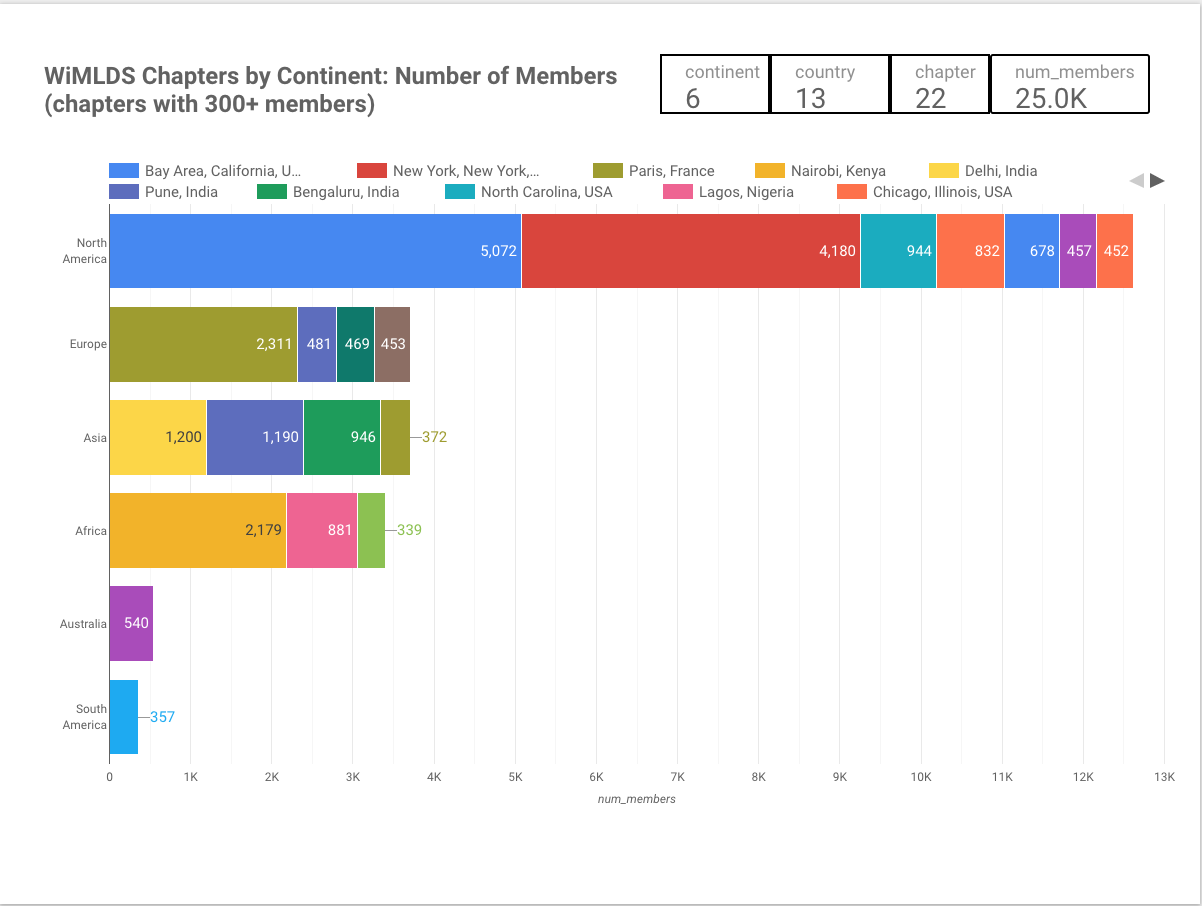 WiMLDS Chapters by Continent: Number of Members
(chapters with 300+ members)
continent
6
country
13
chapter
22
num_members
25.0K
Bay Area, California, U...
New York, New York,...
Paris, France
Nairobi, Kenya
Delhi, India
Pune, India
Bengaluru, India
North Carolina, USA
Lagos, Nigeria
Chicago, Illinois, USA
North
America
5,072
4,180
944
832
678
457
452
Europe
2,311
481
469
453
Asia
1,200
1,190
946
372
Africa
2,179
881
339
Australia
540
South
America
357
0
1K
2K
3K
4K
5K
6K
7K
8K
9K
10K
11K
12K
13K
num_members